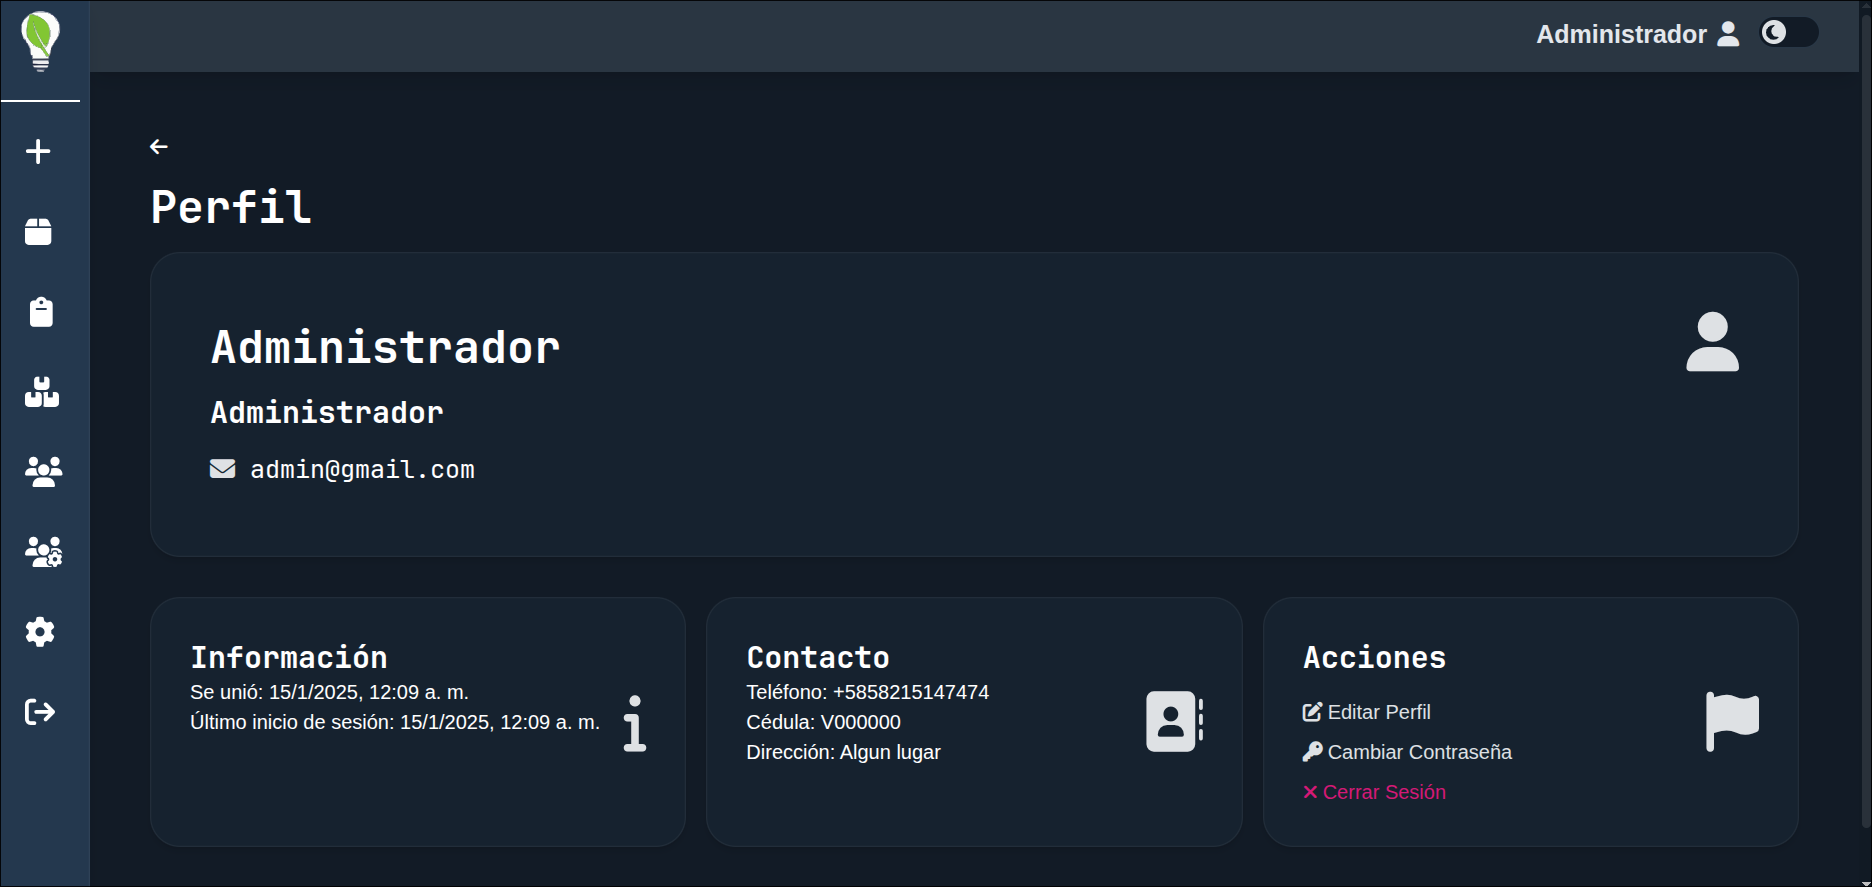 Administrador
Perfil
Administrador
Administrador
admin@gmail.com
Información
Se unió: 15/1/2025, 12:09 a. m.
Último inicio de sesión: 15/1/2025, 12:09 a. m.
Contacto
Teléfono: +5858215147474
Cédula: V000000
Dirección: Algun lugar
Acciones
Editar Perfil
Cambiar Contraseña
Cerrar Sesión